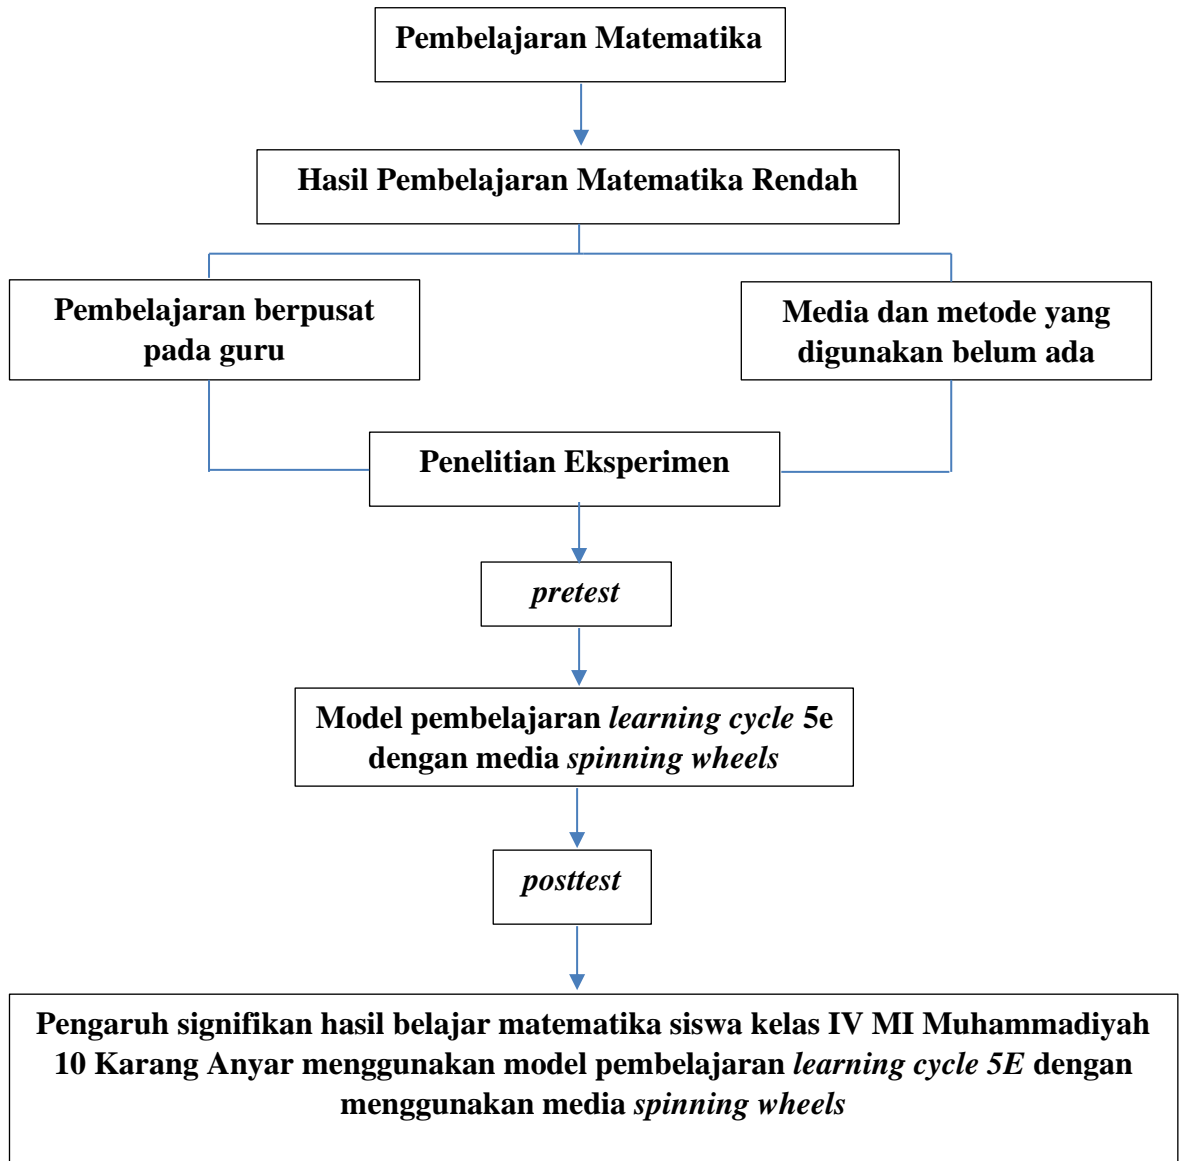 Pembelajaran Matematika
Hasil Pembelajaran Matematika Rendah
Pembelajaran berpusat
pada guru
Media dan metode yang
digunakan belum ada
Penelitian Eksperimen
pretest
Model pembelajaran learning cycle 5e
dengan media spinning wheels
posttest
Pengaruh signifikan hasil belajar matematika siswa kelas IV MI Muhammadiyah
10 Karang Anyar menggunakan model pembelajaran learning cycle 5E dengan
menggunakan media spinning wheels